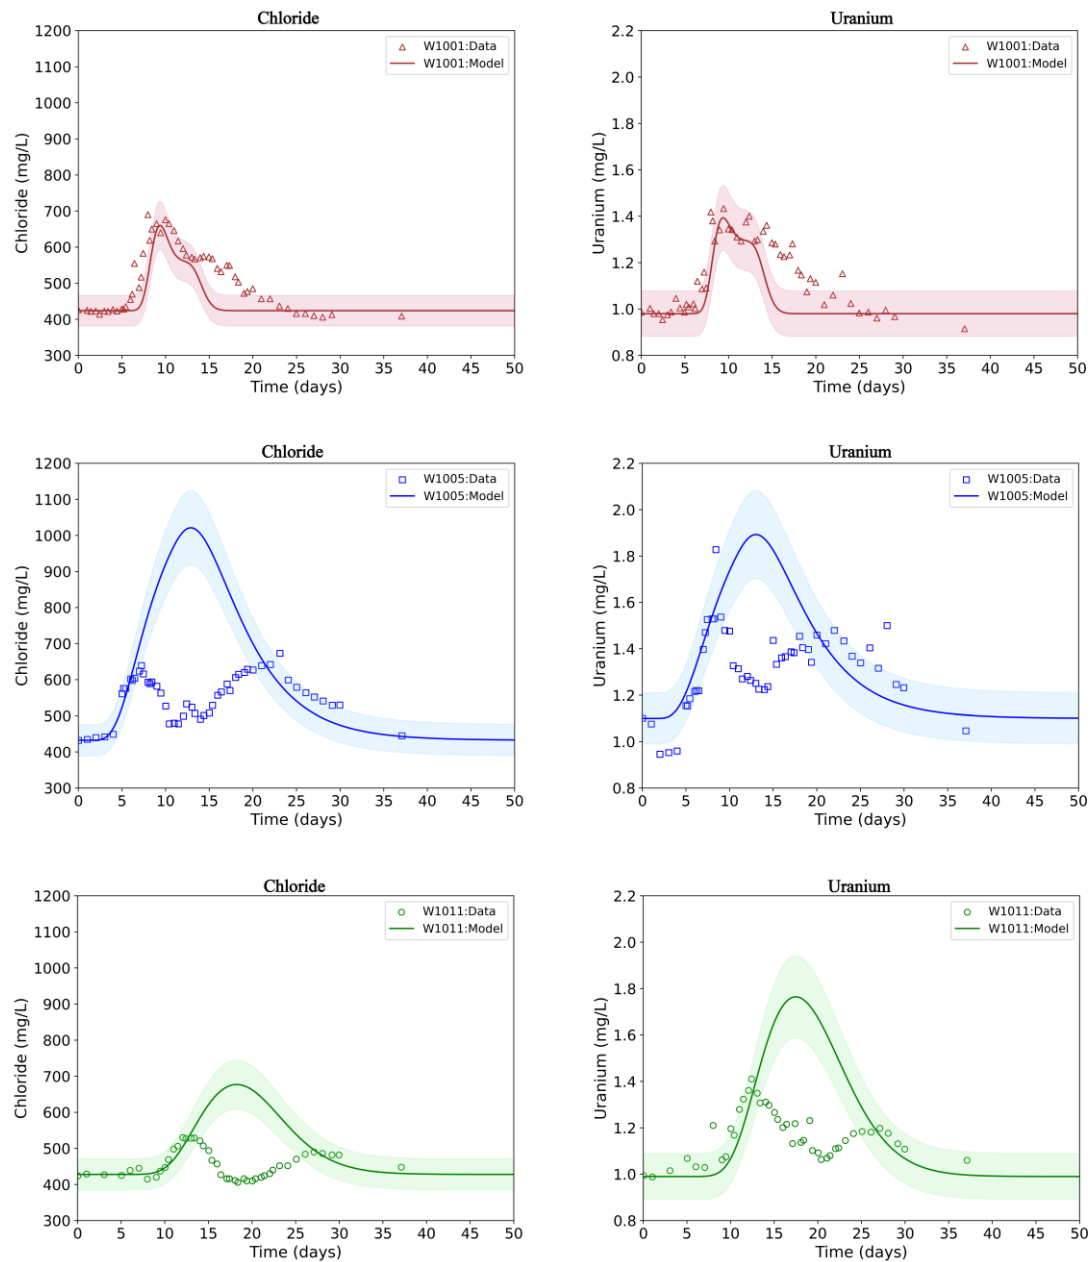 Chloride
Uranium
1200
1100
1000
900
800
700
600
500
400
300
Chloride (mg/L)
W1001:Data
W1001:Model
0 5 10 15 20 25 30 35 40 45 50
Time (days)
2.2
2.0
1.8
1.6
1.4
1.2
1.0
0.8
Uranium (mg/L)
W1001:Data
W1001:Model
0 5 10 15 20 25 30 35 40 45 50
Time (days)
Chloride
Uranium
1200
1100
1000
900
800
700
600
500
400
300
Chloride (mg/L)
W1005:Data
W1005:Model
0 5 10 15 20 25 30 35 40 45 50
Time (days)
2.2
2.0
1.8
1.6
1.4
1.2
1.0
0.8
Uranium (mg/L)
W1005:Data
W1005:Model
0 5 10 15 20 25 30 35 40 45 50
Time (days)
Chloride
Uranium
1200
1100
1000
900
800
700
600
500
400
300
Chloride (mg/L)
W1011:Data
W1011:Model
0 5 10 15 20 25 30 35 40 45 50
Time (days)
2.2
2.0
1.8
1.6
1.4
1.2
1.0
0.8
Uranium (mg/L)
W1011:Data
W1011:Model
0 5 10 15 20 25 30 35 40 45 50
Time (days)